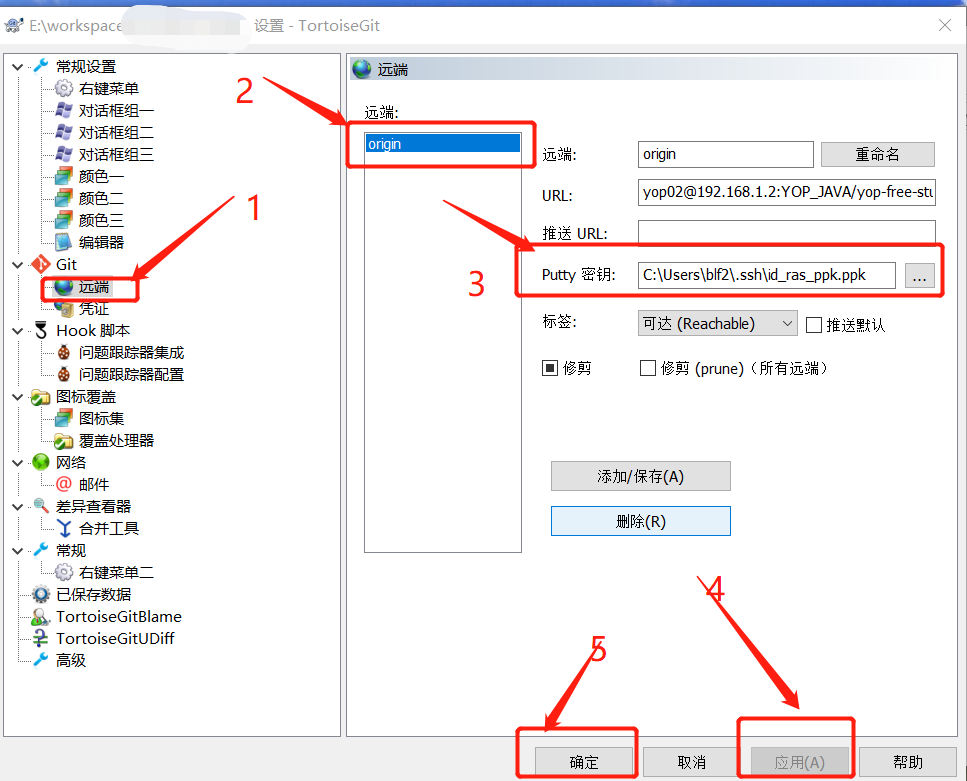 E:\workspace 设置 - TortoiseGit
常规设置
右键菜单
对话框组一
对话框组二
对话框组三
颜色一
颜色二
颜色三
编辑器
Git
远端
凭证
Hook 脚本
问题跟踪器集成
问题跟踪器配置
图标覆盖
图标集
覆盖处理器
网络
邮件
差异查看器
合并工具
常规
右键菜单二
已保存数据
TortoiseGitBlame
TortoiseGitUDiff
高级
1
2
远端
远端:
origin
远端:
origin
重命名
URL:
yop02@192.168.1.2:YOP_JAVA/yop-free-stu
推送 URL:
3
Putty 密钥:
C:\Users\blf2\.ssh\id_ras_ppk.ppk
...
标签:
可达 (Reachable)
推送默认
修剪
修剪 (prune)（所有远端）
添加/保存(A)
删除(R)
4
5
确定
取消
应用(A)
帮助